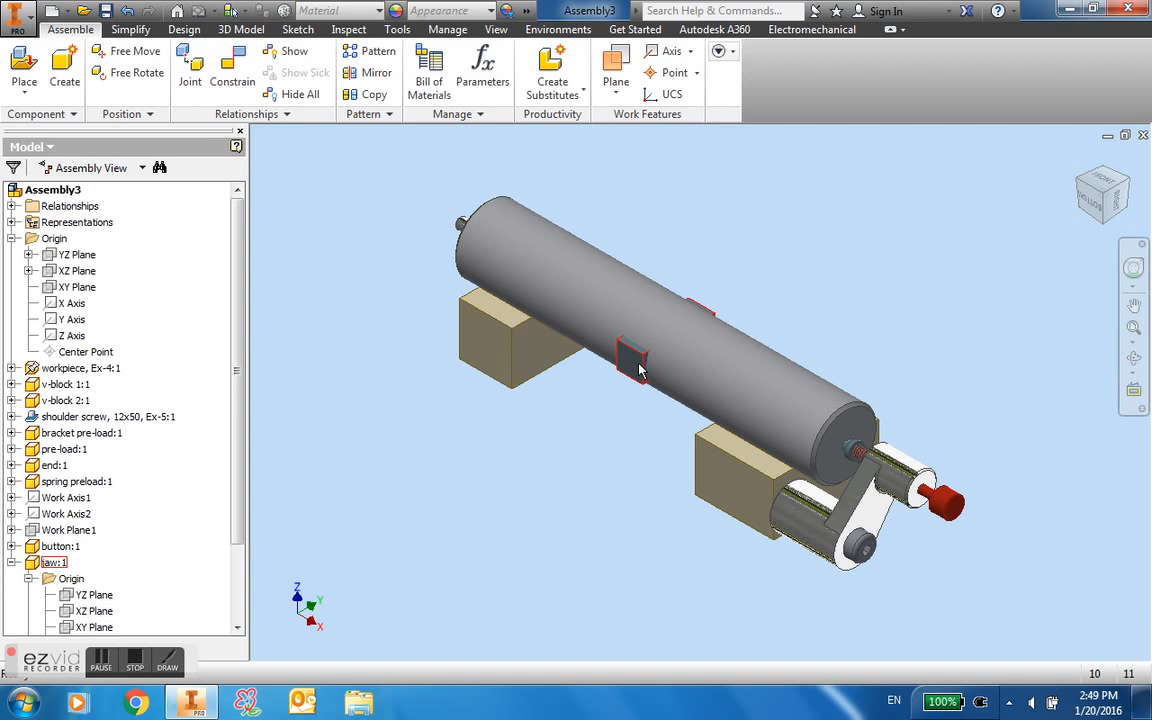 Material
Appearance
Assembly3
Search Help & Commands...
Sign In
PRO
Assemble
Simplify
Design
3D Model
Sketch
Inspect
Tools
Manage
View
Environments
Get Started
Autodesk A360
Electromechanical
Place
Create
Free Move
Free Rotate
Joint
Constrain
Show
Show Sick
Hide All
Pattern
Mirror
Copy
Bill of
Materials
fx
Parameters
Create
Substitutes
Plane
Axis
Point
UCS
Component
Position
Relationships
Pattern
Manage
Productivity
Work Features
Model
Assembly View
Assembly3
Relationships
Representations
Origin
YZ Plane
XZ Plane
XY Plane
X Axis
Y Axis
Z Axis
Center Point
workpiece, Ex-4:1
v-block 1:1
v-block 2:1
shoulder screw, 12x50, Ex-5:1
bracket pre-load:1
pre-load:1
end:1
spring preload:1
Work Axis1
Work Axis2
Work Plane1
button:1
jaw:1
Origin
YZ Plane
XZ Plane
XY Plane
FRONT
BOTTOM
Z
Y
X
ezvid
RECORDER
PAUSE
STOP
DRAW
10
11
PRO
EN
100%
2:49 PM
1/20/2016